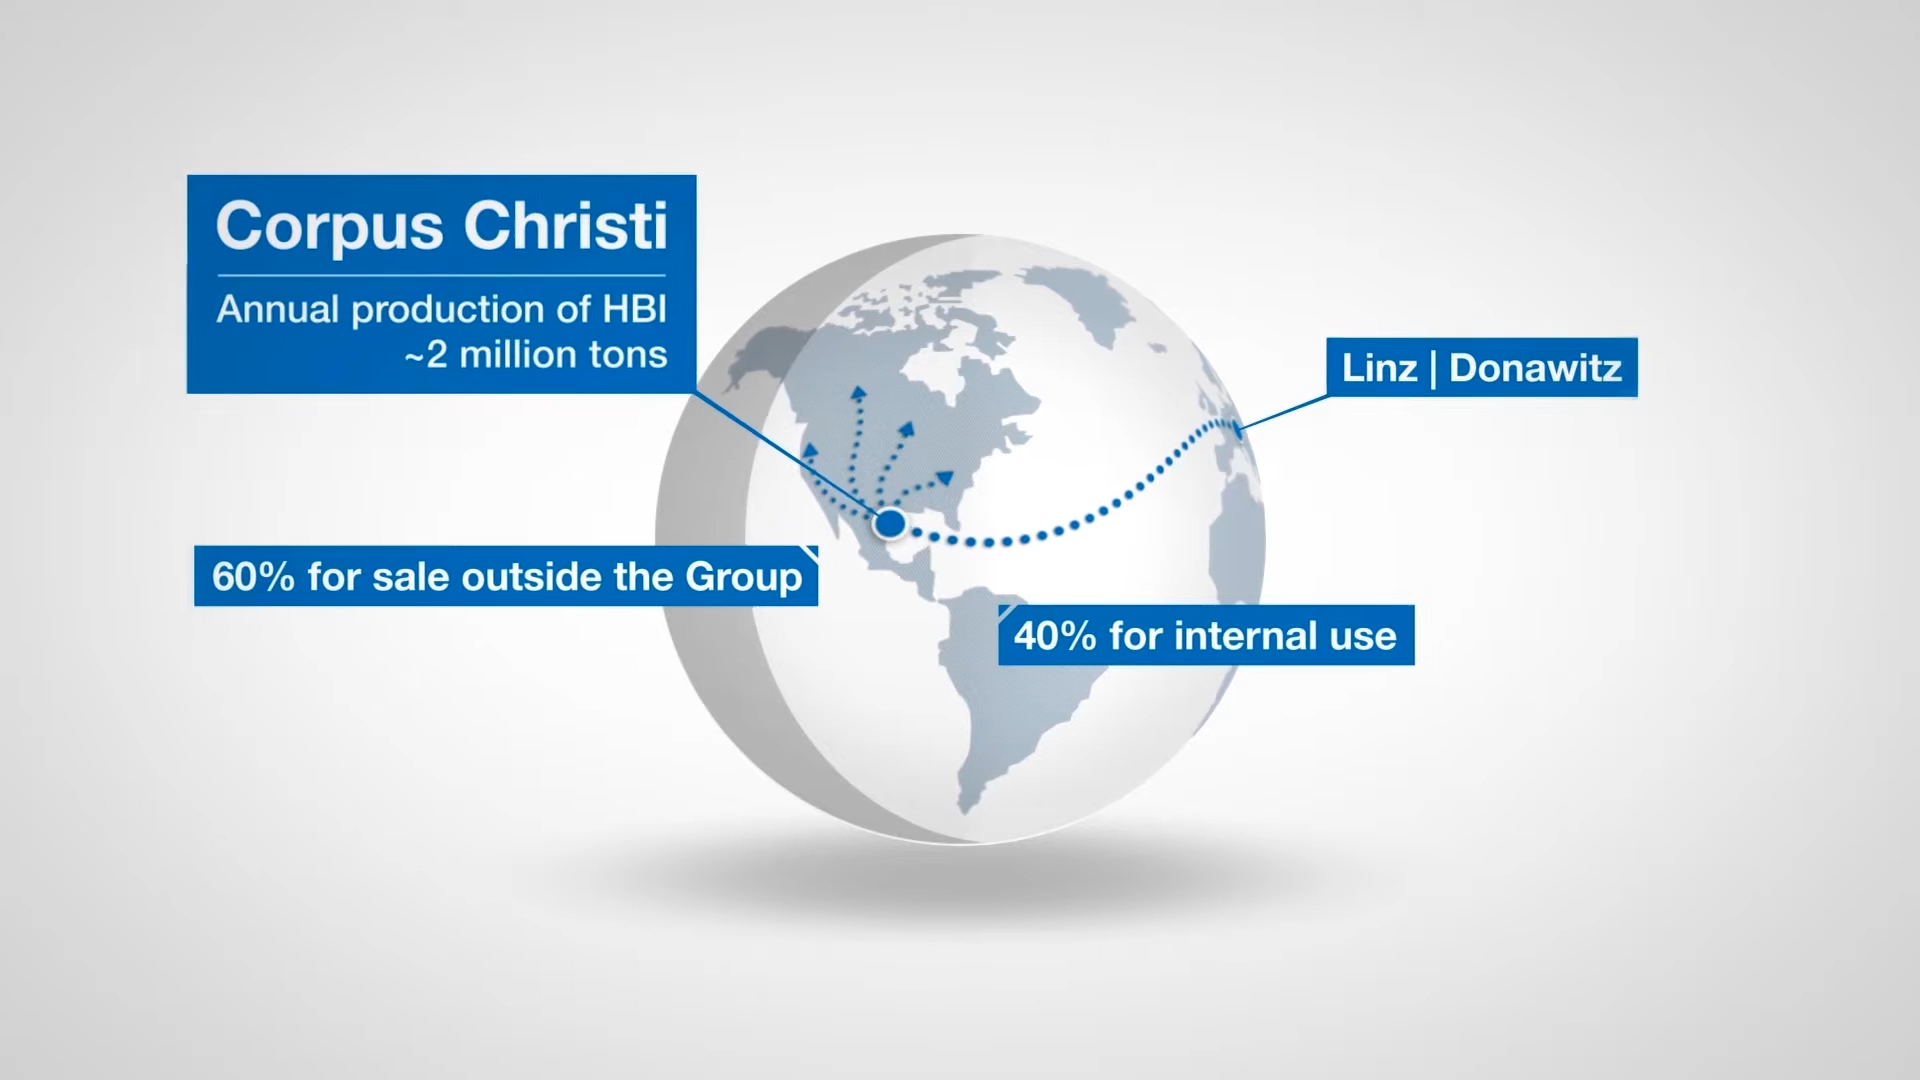 Corpus Christi
Annual production of HBI
~2 million tons
Linz | Donawitz
60% for sale outside the Group
40% for internal use